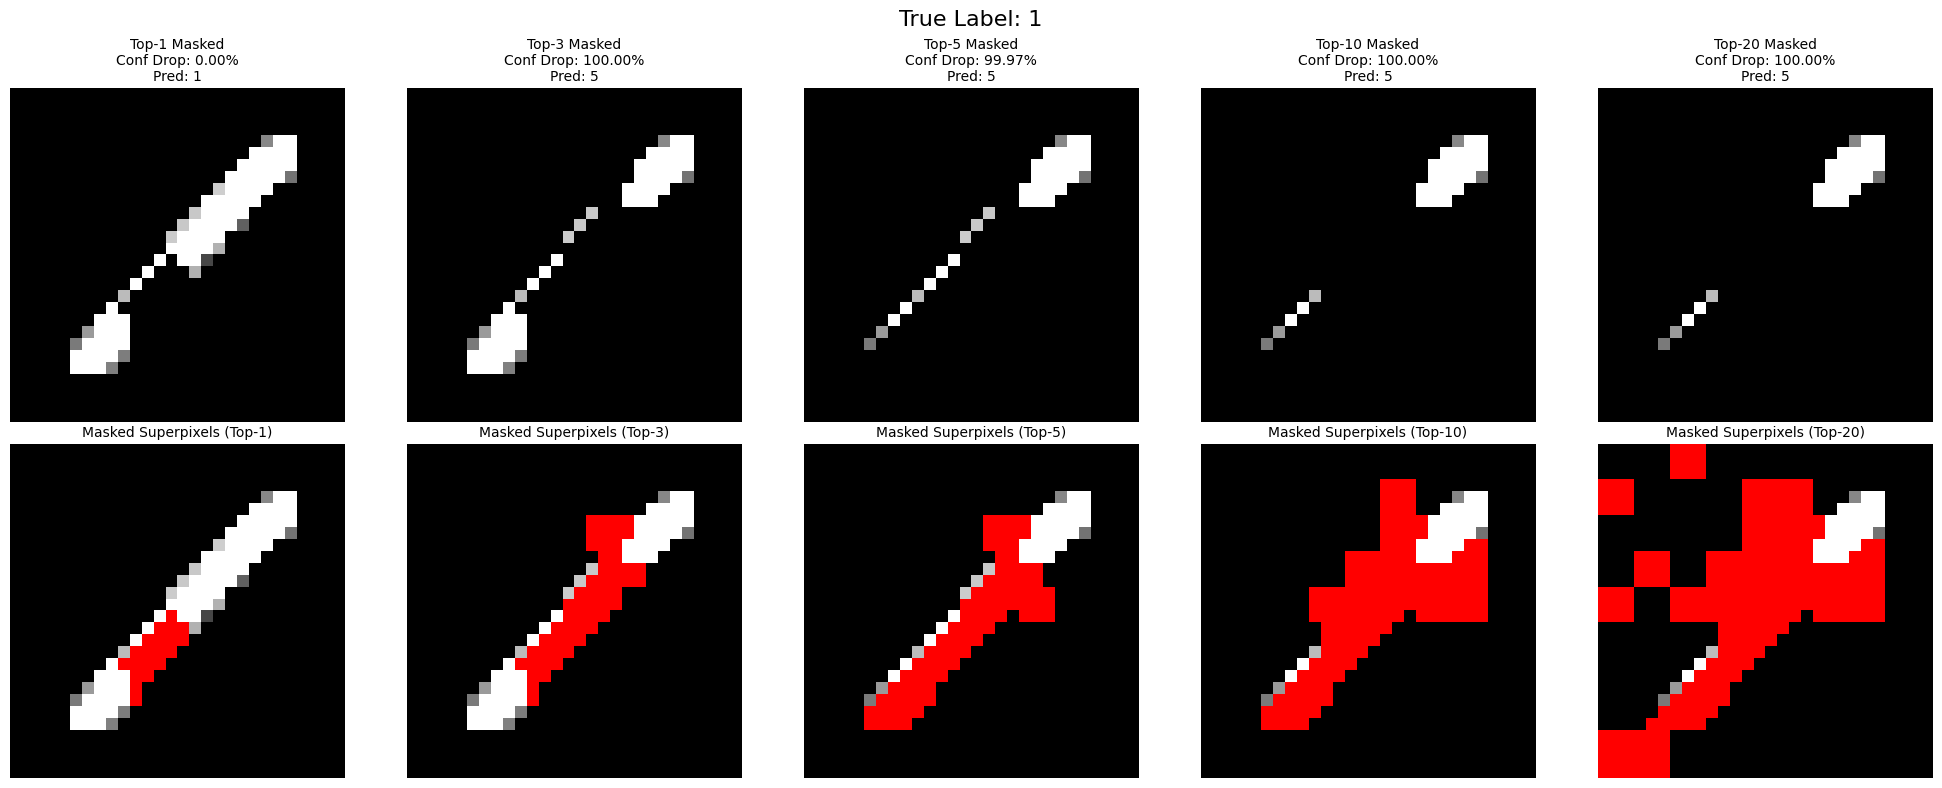 True Label: 1
Top-1 Masked
Conf Drop: 0.00%
Pred: 1
Top-3 Masked
Conf Drop: 100.00%
Pred: 5
Top-5 Masked
Conf Drop: 99.97%
Pred: 5
Top-10 Masked
Conf Drop: 100.00%
Pred: 5
Top-20 Masked
Conf Drop: 100.00%
Pred: 5
Masked Superpixels (Top-1)
Masked Superpixels (Top-3)
Masked Superpixels (Top-5)
Masked Superpixels (Top-10)
Masked Superpixels (Top-20)